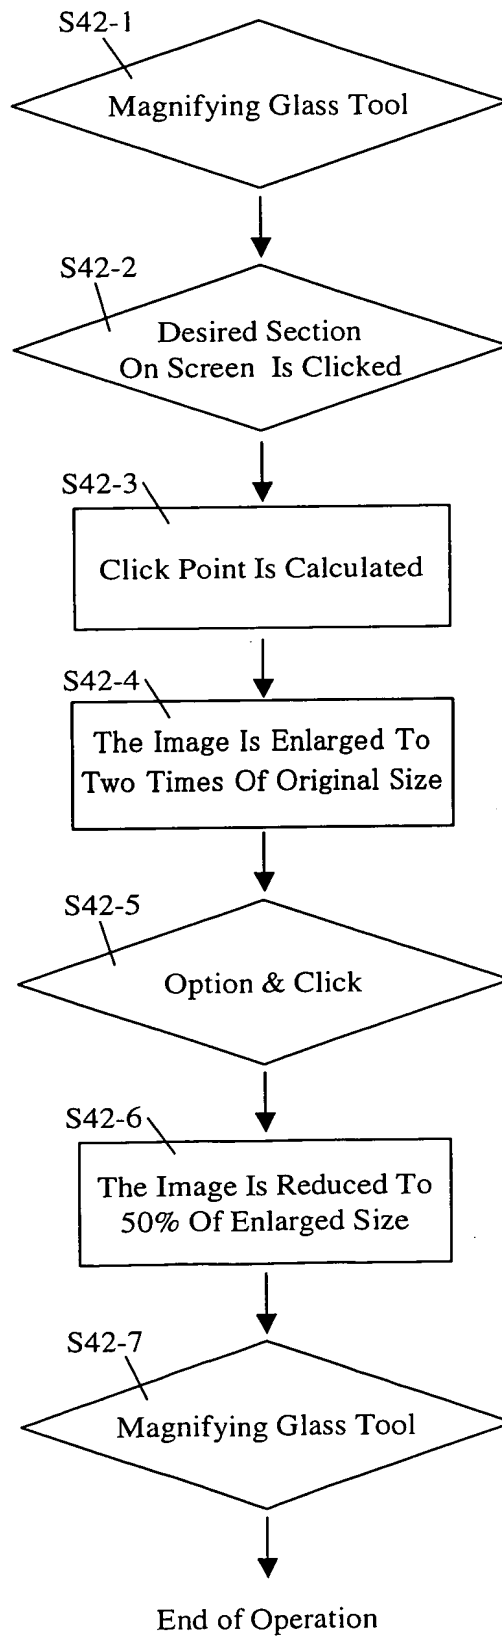 S42-1
Magnifying Glass Tool
S42-2
Desired Section
On Screen Is Clicked
S42-3
Click Point Is Calculated
S42-4
The Image Is Enlarged To
Two Times Of Original Size
S42-5
Option & Click
S42-6
The Image Is Reduced To
50% Of Enlarged Size
S42-7
Magnifying Glass Tool
End of Operation